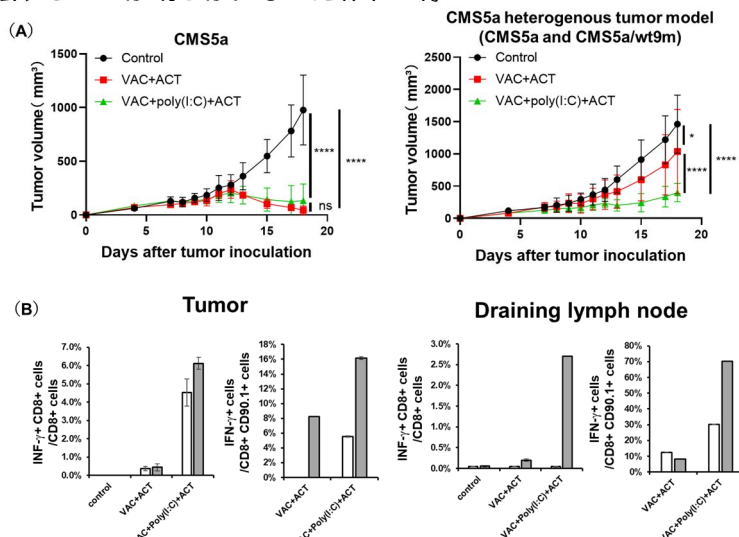 (A)
CMS5a
Control
VAC+ACT
VAC+poly(I:C)+ACT
Tumor volume( mm³)
1500
1000
500
0
****
****
ns
0
5
10
15
20
Days after tumor inoculation
CMS5a heterogenous tumor model
(CMS5a and CMS5a/wt9m)
Control
VAC+ACT
VAC+poly(I:C)+ACT
Tumor volume( mm³)
2500
2000
1500
1000
500
0
*
****
****
0
5
10
15
20
Days after tumor inoculation
(B)
Tumor
INF-γ+ CD8+ cells
/CD8+ cells
7.0%
6.0%
5.0%
4.0%
3.0%
2.0%
1.0%
0.0%
control
VAC+ACT
VAC+Poly(I:C)+ACT
IFN-γ+ cells
/CD8+ CD90.1+ cells
18%
16%
14%
12%
10%
8%
6%
4%
2%
0%
VAC+ACT
VAC+Poly(I:C)+ACT
Draining lymph node
INF-γ+ CD8+ cells
/CD8+ cells
3.0%
2.5%
2.0%
1.5%
1.0%
0.5%
0.0%
control
VAC+ACT
VAC+Poly(I:C)+ACT
IFN-γ+ cells
/CD8+ CD90.1+ cells
80%
70%
60%
50%
40%
30%
20%
10%
0%
VAC+ACT
VAC+Poly(I:C)+ACT